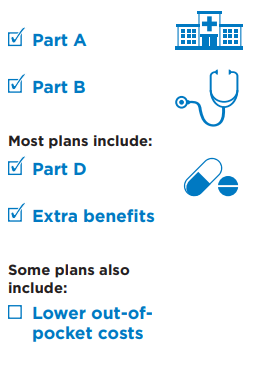 Part A
Part B
Most plans include:
Part D
Extra benefits
Some plans also
include:
Lower out-of-
pocket costs